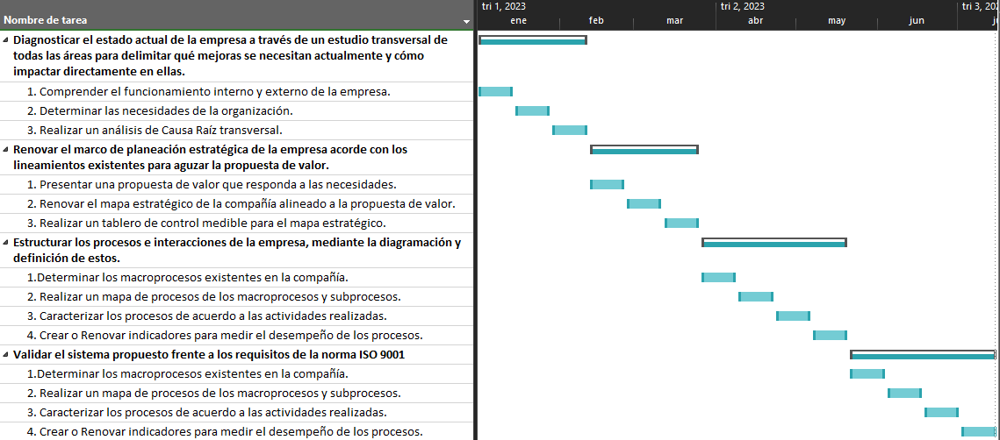 tri 1, 2023 tri 2, 2023 tri 3, 202
Nombre de tarea ene feb mar abr may jun
Diagnosticar el estado actual de la empresa a través de un estudio transversal de
todas las áreas para delimitar qué mejoras se necesitan actualmente y cómo
impactar directamente en ellas.
1. Comprender el funcionamiento interno y externo de la empresa.
2. Determinar las necesidades de la organización.
3. Realizar un análisis de Causa Raíz transversal.
Renovar el marco de planeación estratégica de la empresa acorde con los
lineamientos existentes para aguzar la propuesta de valor.
1. Presentar una propuesta de valor que responda a las necesidades.
2. Renovar el mapa estratégico de la compañía alineado a la propuesta de valor.
3. Realizar un tablero de control medible para el mapa estratégico.
Estructurar los procesos e interacciones de la empresa, mediante la diagramación y
definición de estos.
1.Determinar los macroprocesos existentes en la compañía.
2. Realizar un mapa de procesos de los macroprocesos y subprocesos.
3. Caracterizar los procesos de acuerdo a las actividades realizadas.
4. Crear o Renovar indicadores para medir el desempeño de los procesos.
Validar el sistema propuesto frente a los requisitos de la norma ISO 9001
1.Determinar los macroprocesos existentes en la compañía.
2. Realizar un mapa de procesos de los macroprocesos y subprocesos.
3. Caracterizar los procesos de acuerdo a las actividades realizadas.
4. Crear o Renovar indicadores para medir el desempeño de los procesos.